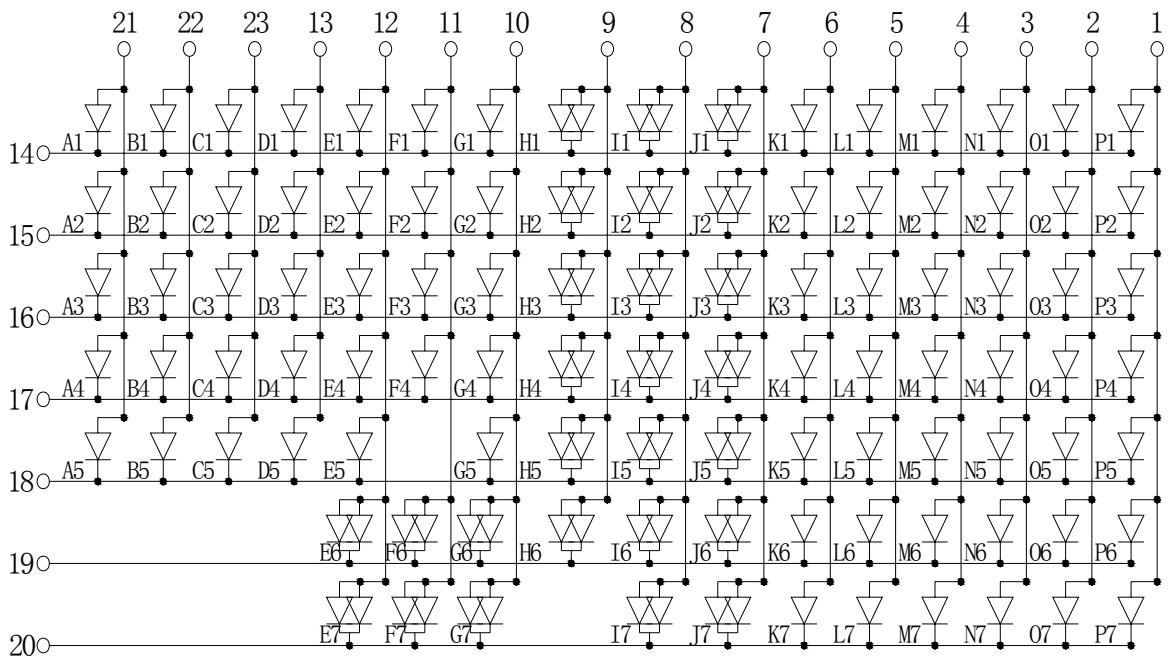 21 22 23 13 12 11 10 9 8 7 6 5 4 3 2 1
14 A1 B1 C1 D1 E1 F1 G1 H1 I1 J1 K1 L1 M1 N1 O1 P1
15 A2 B2 C2 D2 E2 F2 G2 H2 I2 J2 K2 L2 M2 N2 O2 P2
16 A3 B3 C3 D3 E3 F3 G3 H3 I3 J3 K3 L3 M3 N3 O3 P3
17 A4 B4 C4 D4 E4 F4 G4 H4 I4 J4 K4 L4 M4 N4 O4 P4
18 A5 B5 C5 D5 E5 G5 H5 I5 J5 K5 L5 M5 N5 O5 P5
19 E6 F6 G6 H6 I6 J6 K6 L6 M6 N6 O6 P6
20 E7 F7 G7 I7 J7 K7 L7 M7 N7 O7 P7